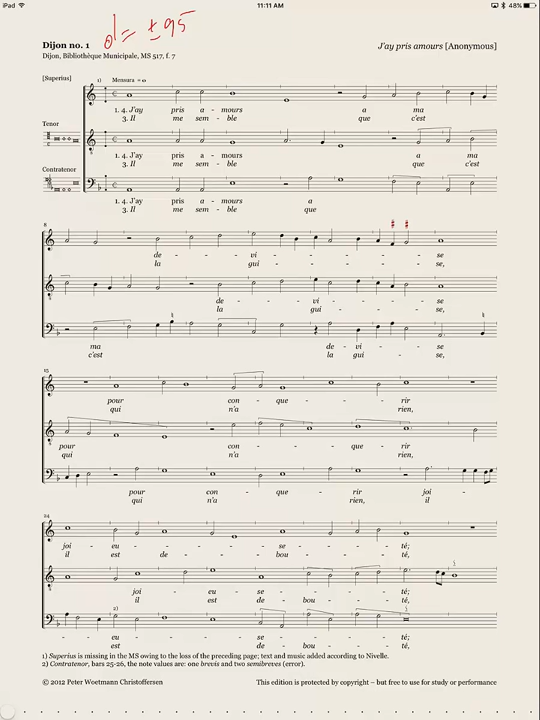 iPad
11:11 AM
48%
= ± 95
Dijon no. 1
J'ay pris amours [Anonymous]
Dijon, Bibliothèque Municipale, MS 517, f. 7
[Superius]
1)
Mensura =
1. 4. J'ay pris a - mours a ma
3. Il me sem - ble que c'est
Tenor
1. 4. J'ay pris a - mours a ma
3. Il me sem - ble que c'est
Contratenor
1. 4. J'ay pris a - mours a
3. Il me sem - ble que
8
de - vi - se
la gui - se,
de - vi - se
la gui - se,
ma de - vi - se
c'est la gui - se,
15
pour con - que - rir
qui n'a rien,
pour con - que - rir
qui n'a rien,
pour con - que - rir joi -
qui n'a rien, il
24
joi - eu - se - té;
il est de - bou - té,
joi - eu - se - té;
il est de - bou - té,
2)
- eu - se - té;
est de - bou - té,
1) Superius is missing in the MS owing to the loss of the preceding page; text and music added according to Nivelle.
2) Contratenor, bars 25-26, the note values are: one brevis and two semibreves (error).
© 2012 Peter Woetmann Christoffersen
This edition is protected by copyright – but free to use for study or performance